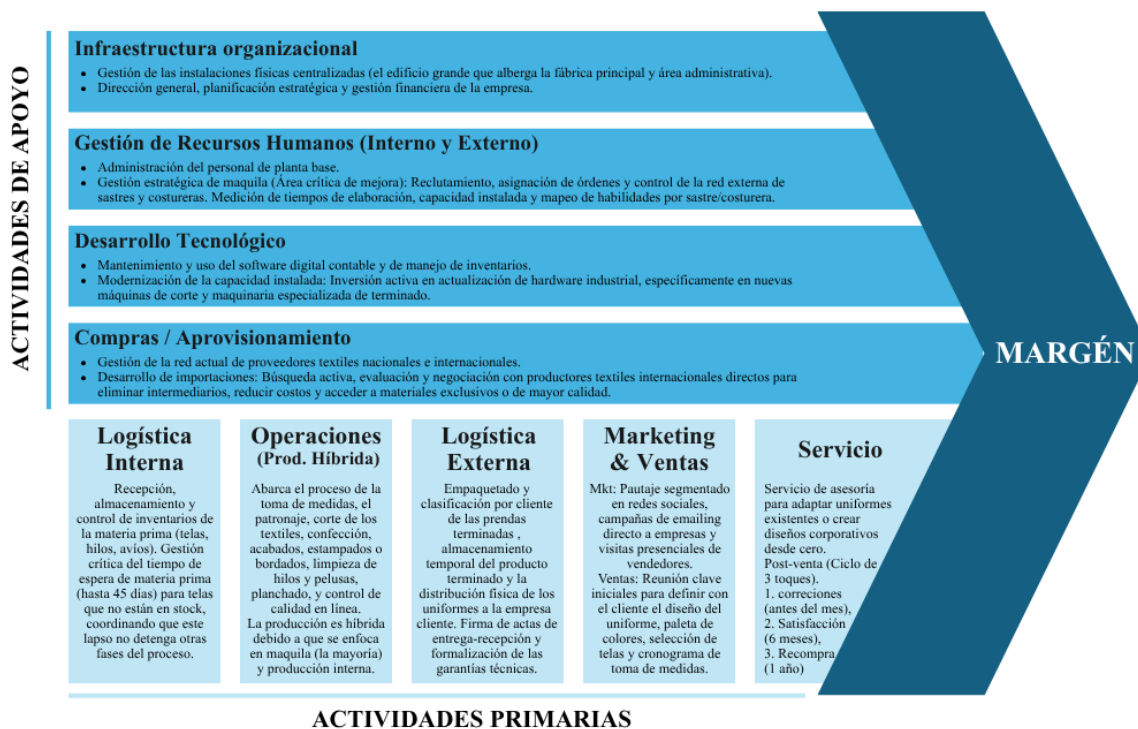 ACTIVIDADES DE APOYO
Infraestructura organizacional
• Gestión de las instalaciones físicas centralizadas (el edificio grande que alberga la fábrica principal y área administrativa).
• Dirección general, planificación estratégica y gestión financiera de la empresa.
Gestión de Recursos Humanos (Interno y Externo)
• Administración del personal de planta base.
• Gestión estratégica de maquila (Área crítica de mejora): Reclutamiento, asignación de órdenes y control de la red externa de
sastres y costureras. Medición de tiempos de elaboración, capacidad instalada y mapeo de habilidades por sastre/costurera.
Desarrollo Tecnológico
• Mantenimiento y uso del software digital contable y de manejo de inventarios.
• Modernización de la capacidad instalada: Inversión activa en actualización de hardware industrial, específicamente en nuevas
máquinas de corte y maquinaria especializada de terminado.
Compras / Aprovisionamiento
• Gestión de la red actual de proveedores textiles nacionales e internacionales.
• Desarrollo de importaciones: Búsqueda activa, evaluación y negociación con productores textiles internacionales directos para
eliminar intermediarios, reducir costos y acceder a materiales exclusivos o de mayor calidad.
MARGÉN
Logística
Interna
Recepción,
almacenamiento y
control de inventarios de
la materia prima (telas,
hilos, avíos). Gestión
crítica del tiempo de
espera de materia prima
(hasta 45 días) para telas
que no están en stock,
coordinando que este
lapso no detenga otras
fases del proceso.
Operaciones
(Prod. Híbrida)
Abarca el proceso de la
toma de medidas, el
patronaje, corte de los
textiles, confección,
acabados, estampados o
bordados, limpieza de
hilos y pelusas,
planchado, y control de
calidad en línea.
La producción es híbrida
debido a que se enfoca
en maquila (la mayoría)
y producción interna.
Logística
Externa
Empaquetado y
clasificación por cliente
de las prendas
terminadas ,
almacenamiento
temporal del producto
terminado y la
distribución física de los
uniformes a la empresa
cliente. Firma de actas de
entrega-recepción y
formalización de las
garantías técnicas.
Marketing
& Ventas
Mkt: Pautaje segmentado
en redes sociales,
campañas de emailing
directo a empresas y
visitas presenciales de
vendedores.
Ventas: Reunión clave
iniciales para definir con
el cliente el diseño del
uniforme, paleta de
colores, selección de
telas y cronograma de
toma de medidas.
Servicio
Servicio de asesoría
para adaptar uniformes
existentes o crear
diseños corporativos
desde cero.
Post-venta (Ciclo de
3 toques).
1. correciones
(antes del mes),
2. Satisfacción
(6 meses),
3. Recompra
(1 año)
ACTIVIDADES PRIMARIAS